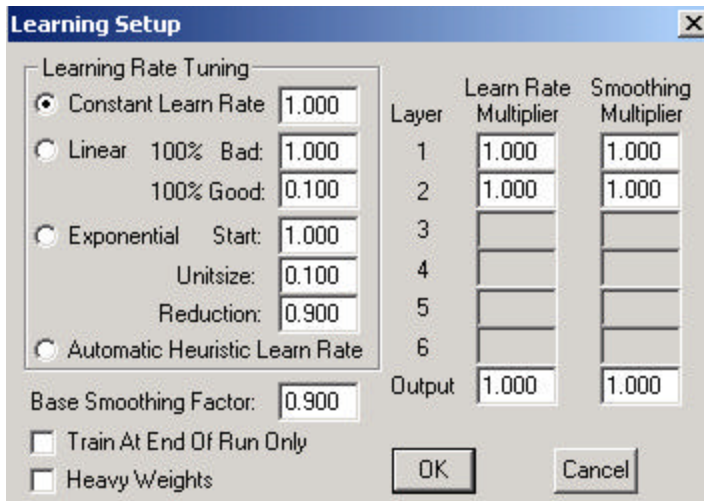 Learning Setup
Learning Rate Tuning
Constant Learn Rate 1.000
Linear 100% Bad: 1.000
100% Good: 0.100
Exponential Start: 1.000
Unitsize: 0.100
Reduction: 0.900
Automatic Heuristic Learn Rate
Base Smoothing Factor: 0.900
Train At End Of Run Only
Heavy Weights
Learn Rate Smoothing
Layer Multiplier Multiplier
1 1.000 1.000
2 1.000 1.000
3
4
5
6
Output 1.000 1.000
OK Cancel